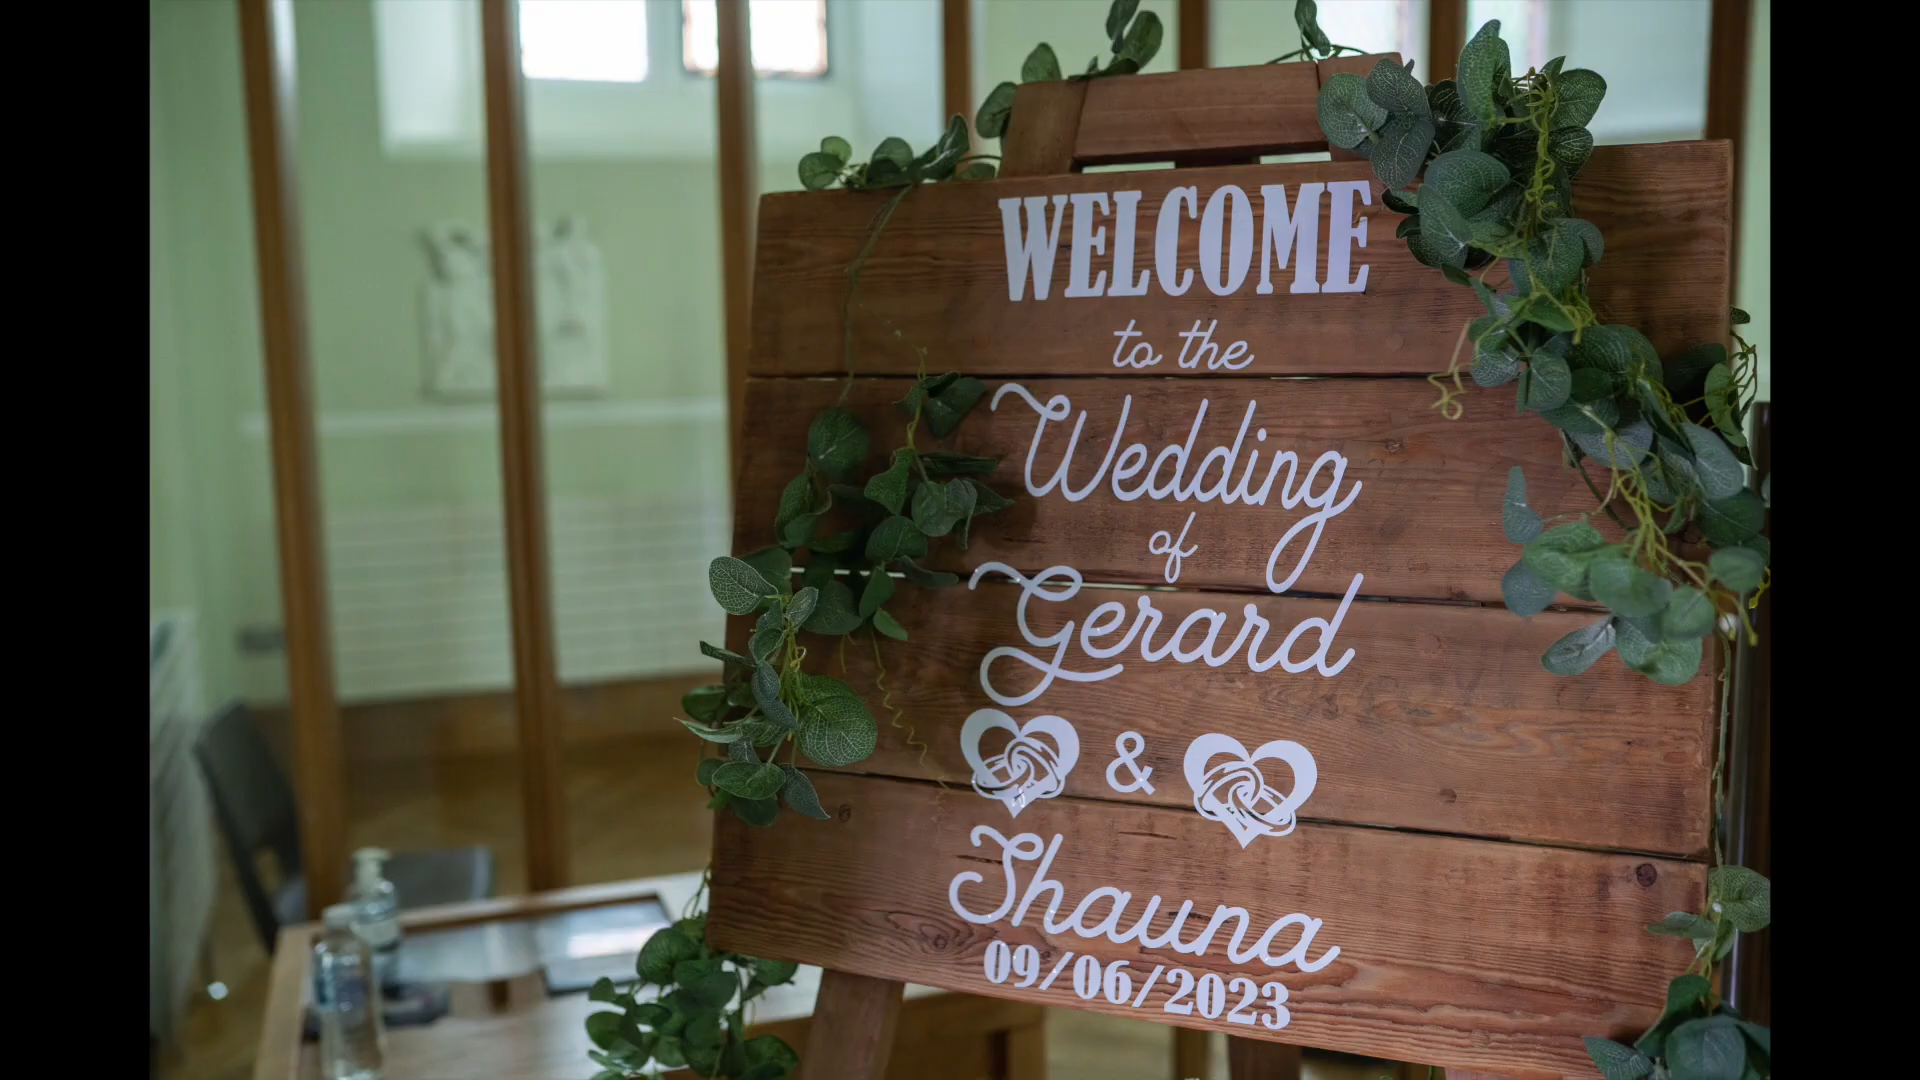 WELCOME
to the
Wedding
of
Gerard
&
Shauna
09/06/2023